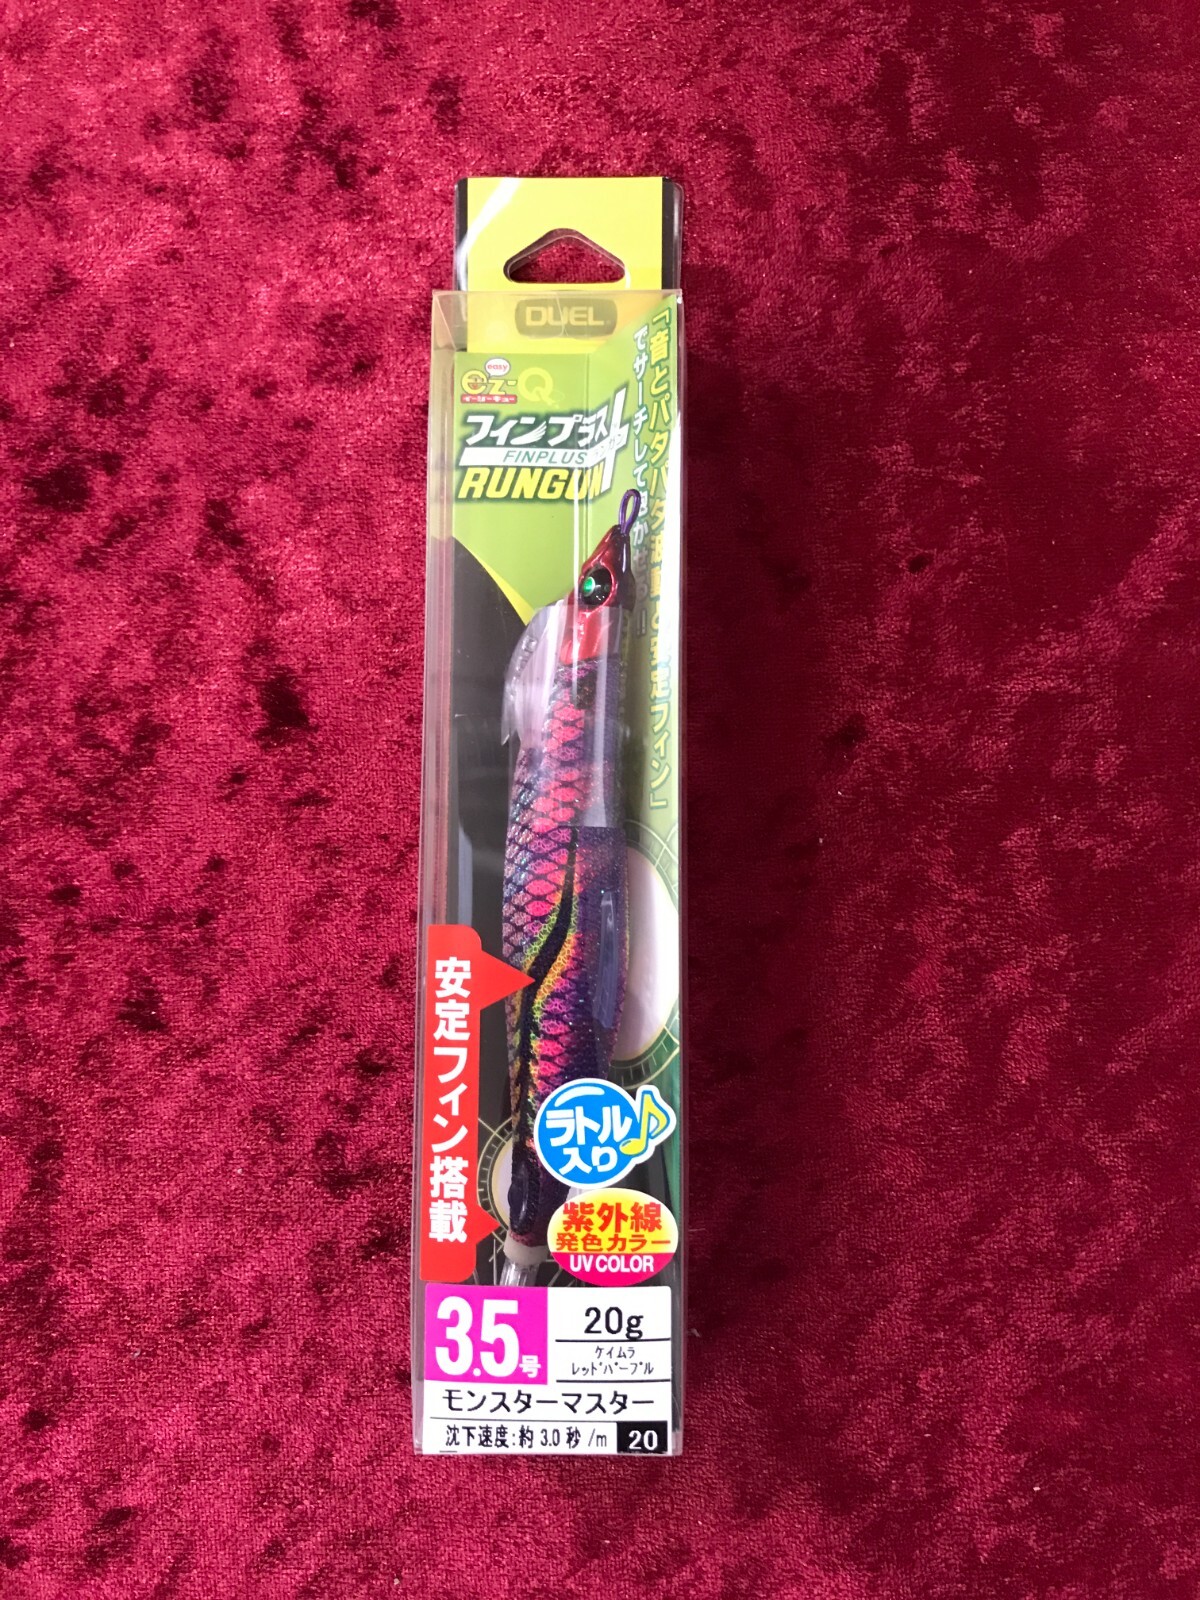 DUEL
easy
ez-Q
イージーキュー
フィンプラス
FINPLUS
RUNGUN
「音とパタパタ
でサーチして
安定フィン」
安定フィン搭載
ラトル
入り
紫外線
発色カラー
UV COLOR
3.5号
20g
ケイムラ
レッドパープル
モンスターマスター
沈下速度:約3.0秒/m
20